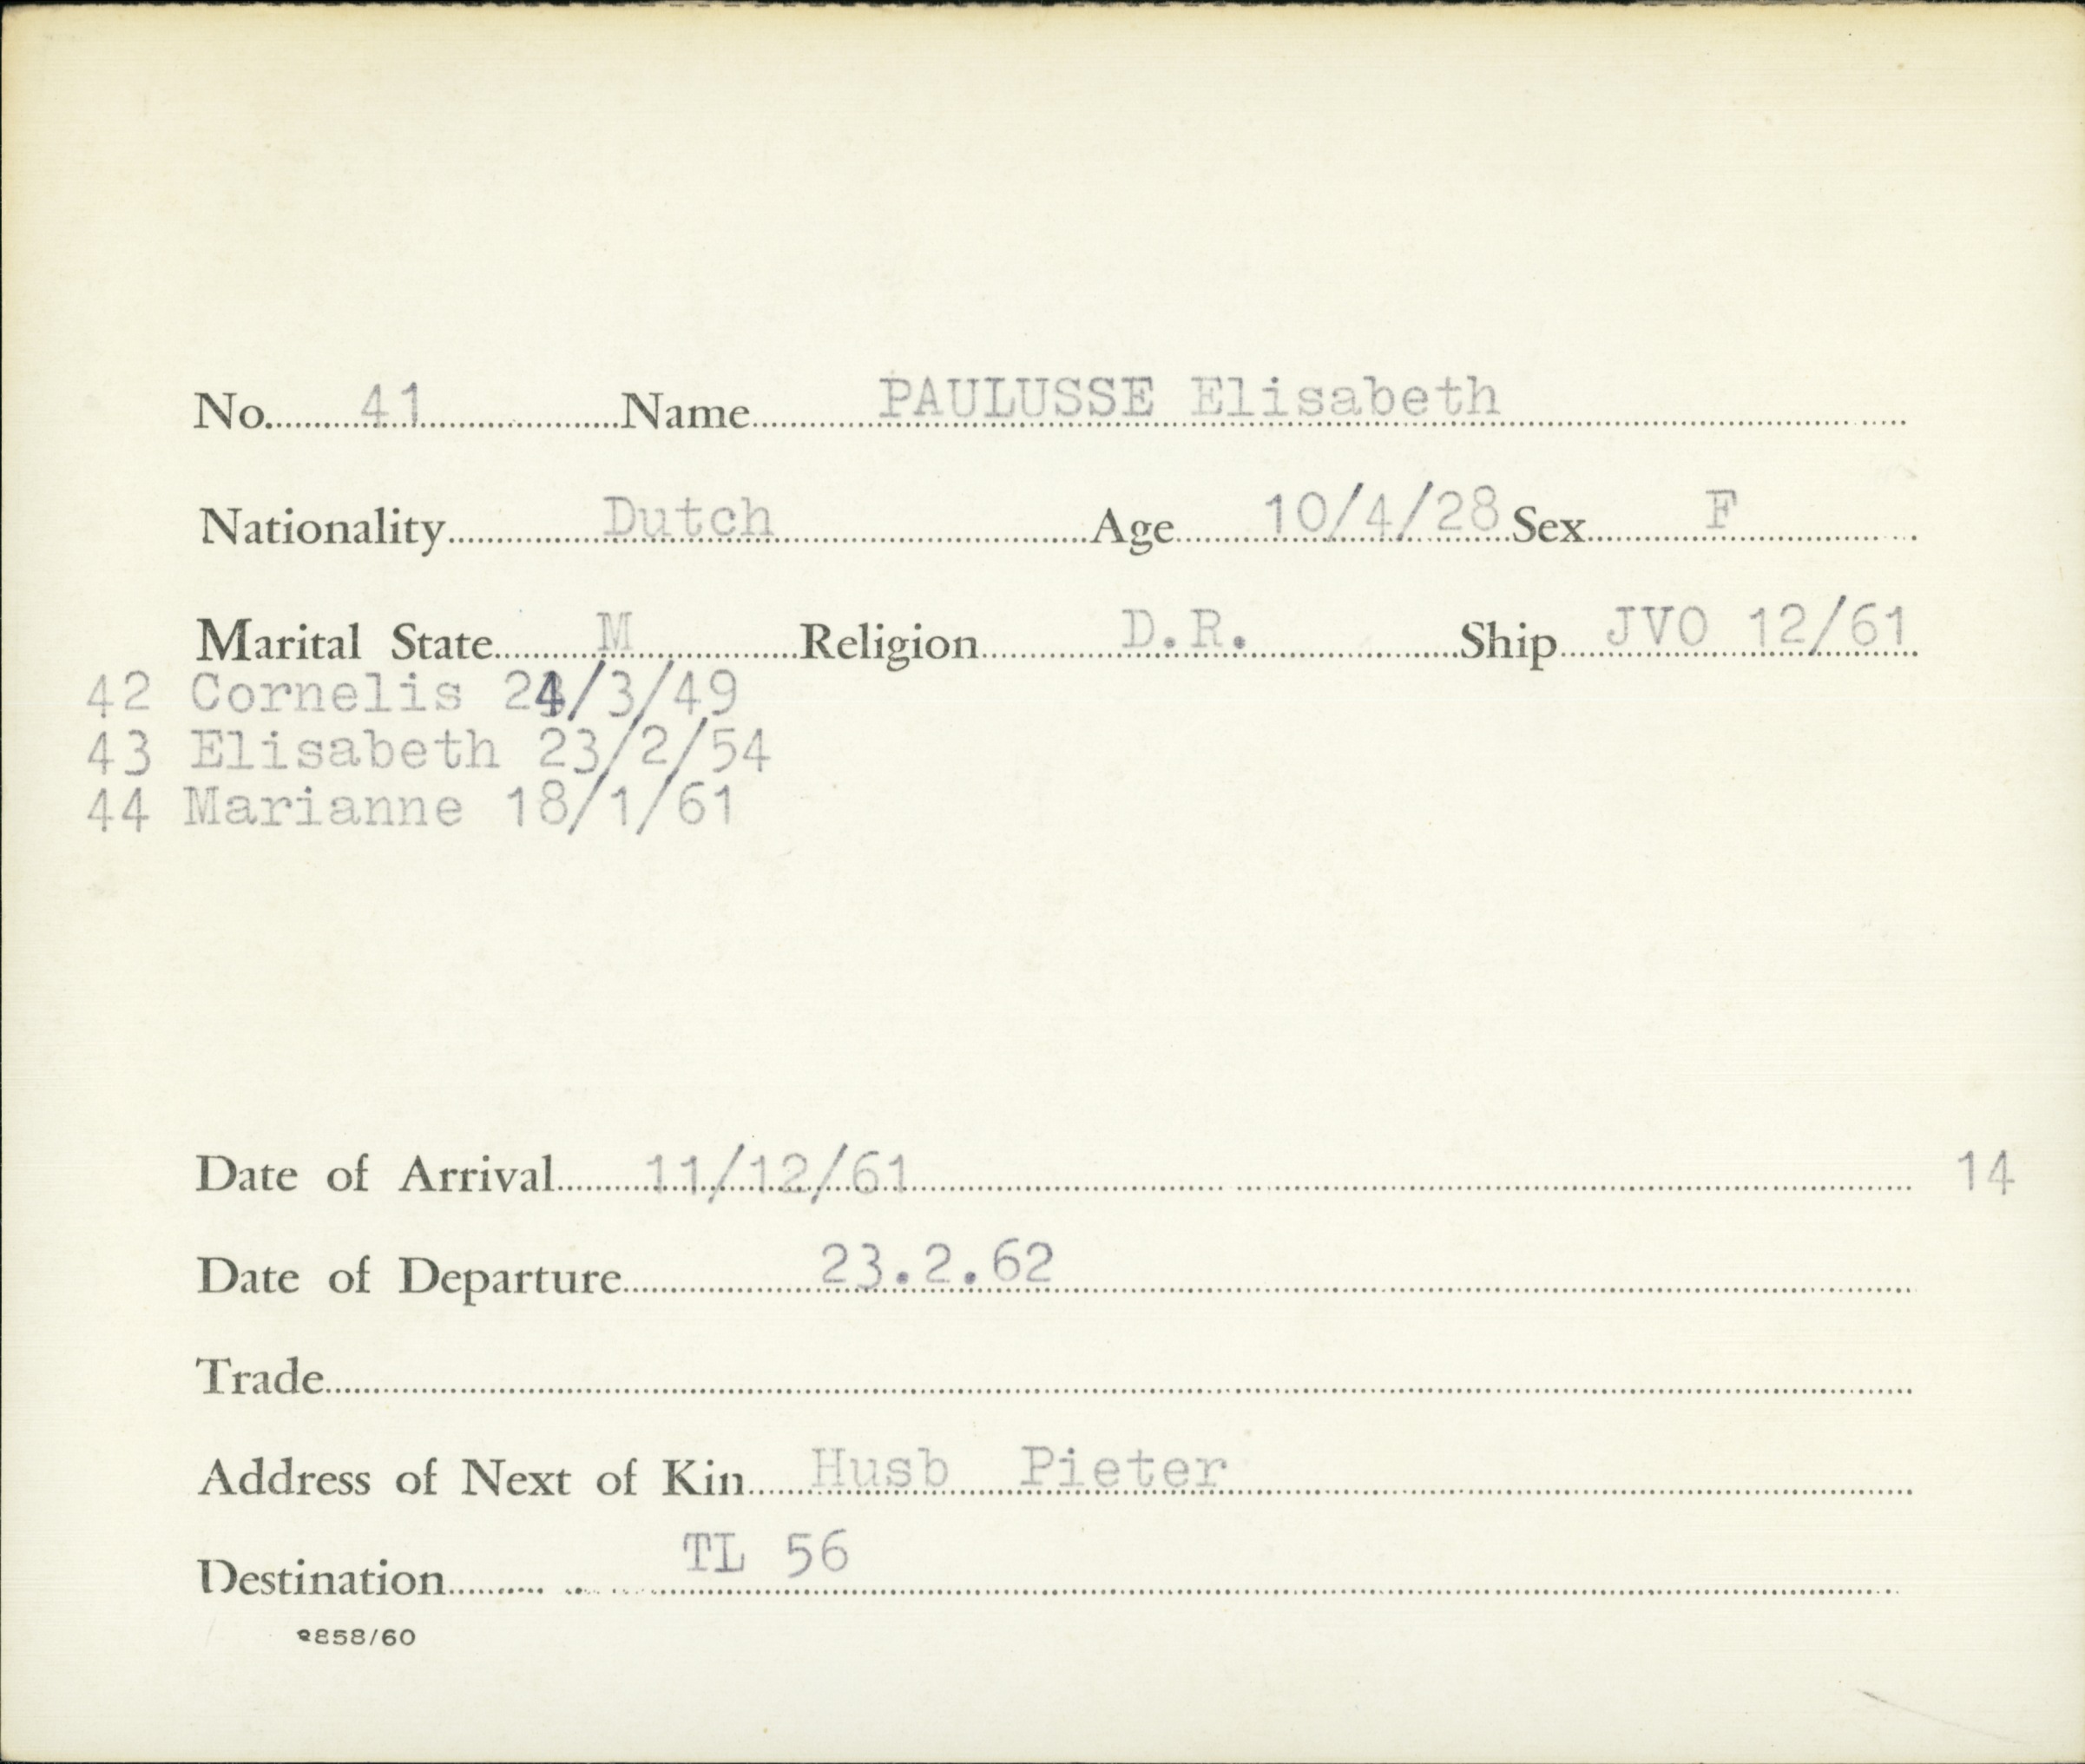 No. 41 Name PAULUSSE Elisabeth
Nationality Dutch Age 10/4/28 Sex F
Marital State M Religion D.R. Ship JVO 12/61
42 Cornelis 24/3/49
43 Elisabeth 23/2/54
44 Marianne 18/1/61
Date of Arrival 11/12/61 14
Date of Departure 23.2.62
Trade
Address of Next of Kin Husb Pieter
Destination TL 56
2858/60